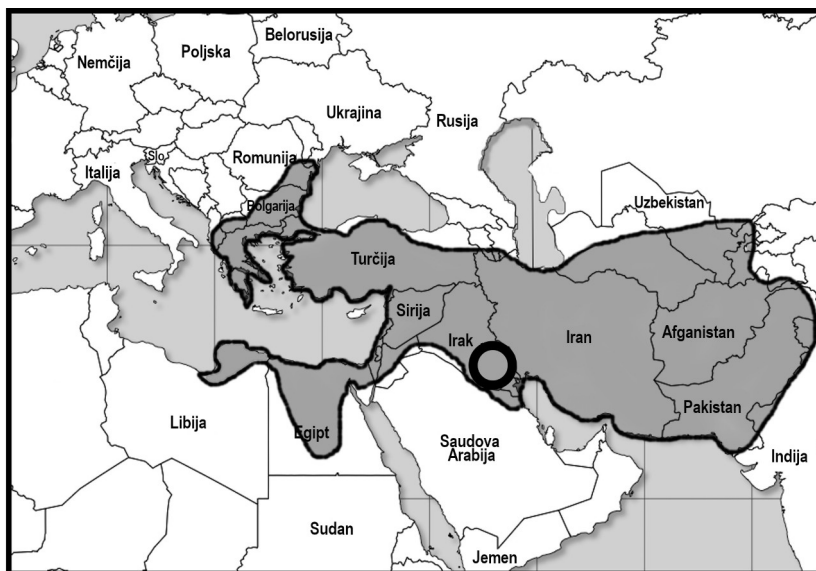 Belorusija
Nemčija
Poljska
Ukrajina
Rusija
Slo
Italija
Romunija
Bolgarija
Uzbekistan
Turčija
Sirija
Irak
Iran
Afganistan
Pakistan
Libija
Egipt
Saudova
Arabija
Indija
Sudan
Jemen